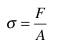 σ = F/A